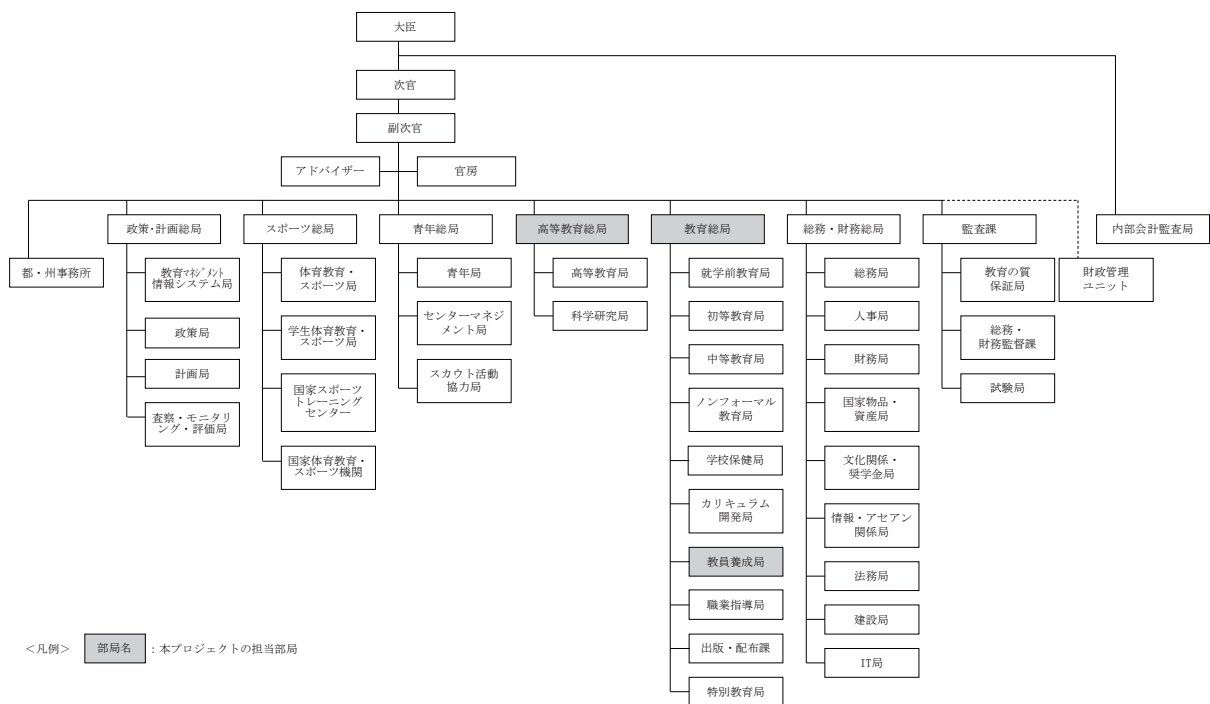 大臣
次官
副次官
アドバイザー
官房
政策・計画総局
スポーツ総局
青年総局
高等教育総局
教育総局
総務・財務総局
監査課
内部会計監査局
都・州事務所
教育マネジメント
情報システム局
政策局
計画局
査察・モニタリ
ング・評価局
体育教育・
スポーツ局
学生体育教育・
スポーツ局
国家スポーツ
トレーニング
センター
国家体育教育・
スポーツ機関
青年局
センターマネジ
メント局
スカウト活動
協力局
高等教育局
科学研究局
就学前教育局
初等教育局
中等教育局
ノンフォーマル
教育局
学校保健局
カリキュラム
開発局
教員養成局
職業指導局
出版・配布課
特別教育局
総務局
人事局
財務局
国家物品・
資産局
文化関係・
奨学金局
情報・アセアン
関係局
法務局
建設局
IT局
教育の質
保証局
総務・
財務監督課
試験局
財政管理
ユニット
<凡例> 部局名 :本プロジェクトの担当部局